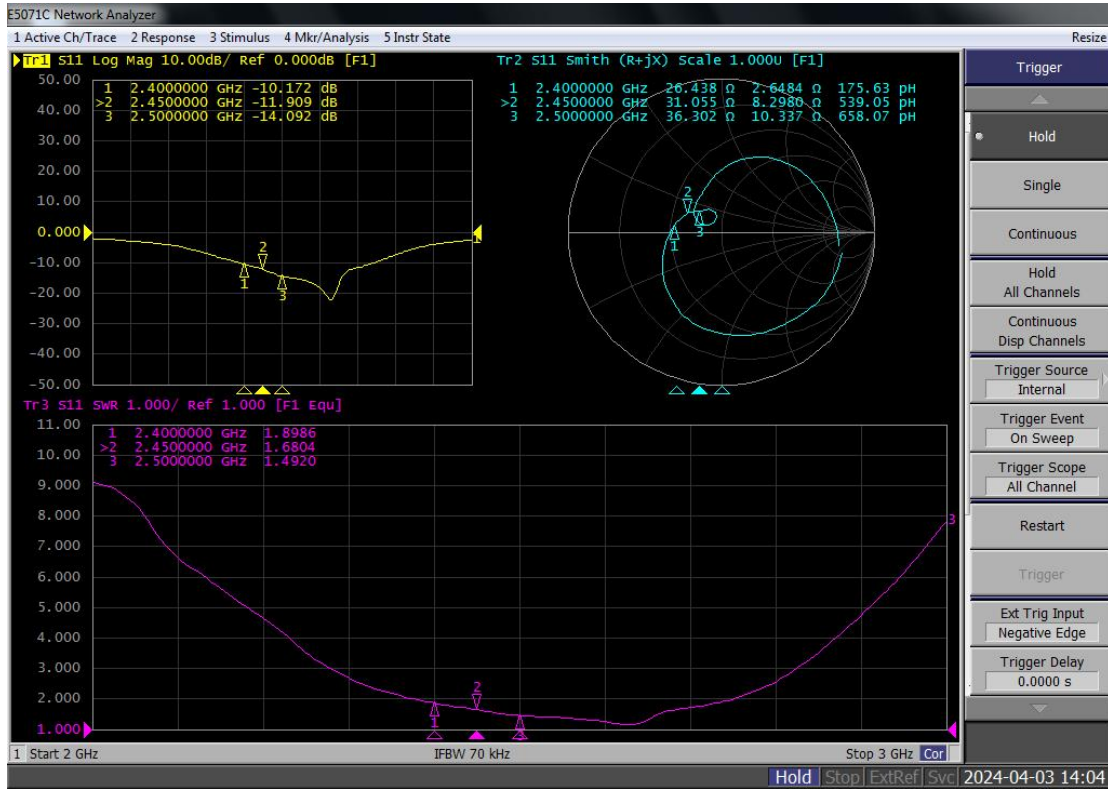 E5071C Network Analyzer
1 Active Ch/Trace 2 Response 3 Stimulus 4 Mkr/Analysis 5 Instr State
Resize
Tr1 S11 Log Mag 10.00dB/ Ref 0.000dB [F1]
50.00
40.00
30.00
20.00
10.00
0.000
-10.00
-20.00
-30.00
-40.00
-50.00
1 2.4000000 GHz -10.172 dB
>2 2.4500000 GHz -11.909 dB
3 2.5000000 GHz -14.092 dB
1
2
3
1
Tr2 S11 Smith (R+jX) Scale 1.000U [F1]
1 2.4000000 GHz 26.438 Ω 2.6484 Ω 175.63 pH
>2 2.4500000 GHz 31.055 Ω 8.2980 Ω 539.05 pH
3 2.5000000 GHz 36.302 Ω 10.337 Ω 658.07 pH
2
1
3
Tr3 S11 SWR 1.000/ Ref 1.000 [F1 Equ]
11.00
10.00
9.000
8.000
7.000
6.000
5.000
4.000
3.000
2.000
1.000
1 2.4000000 GHz 1.8986
>2 2.4500000 GHz 1.6804
3 2.5000000 GHz 1.4920
1
2
3
3
1 Start 2 GHz
IFBW 70 kHz
Stop 3 GHz Cor
Trigger
Hold
Single
Continuous
Hold
All Channels
Continuous
Disp Channels
Trigger Source
Internal
Trigger Event
On Sweep
Trigger Scope
All Channel
Restart
Trigger
Ext Trig Input
Negative Edge
Trigger Delay
0.0000 s
Hold Stop ExtRef Svc 2024-04-03 14:04